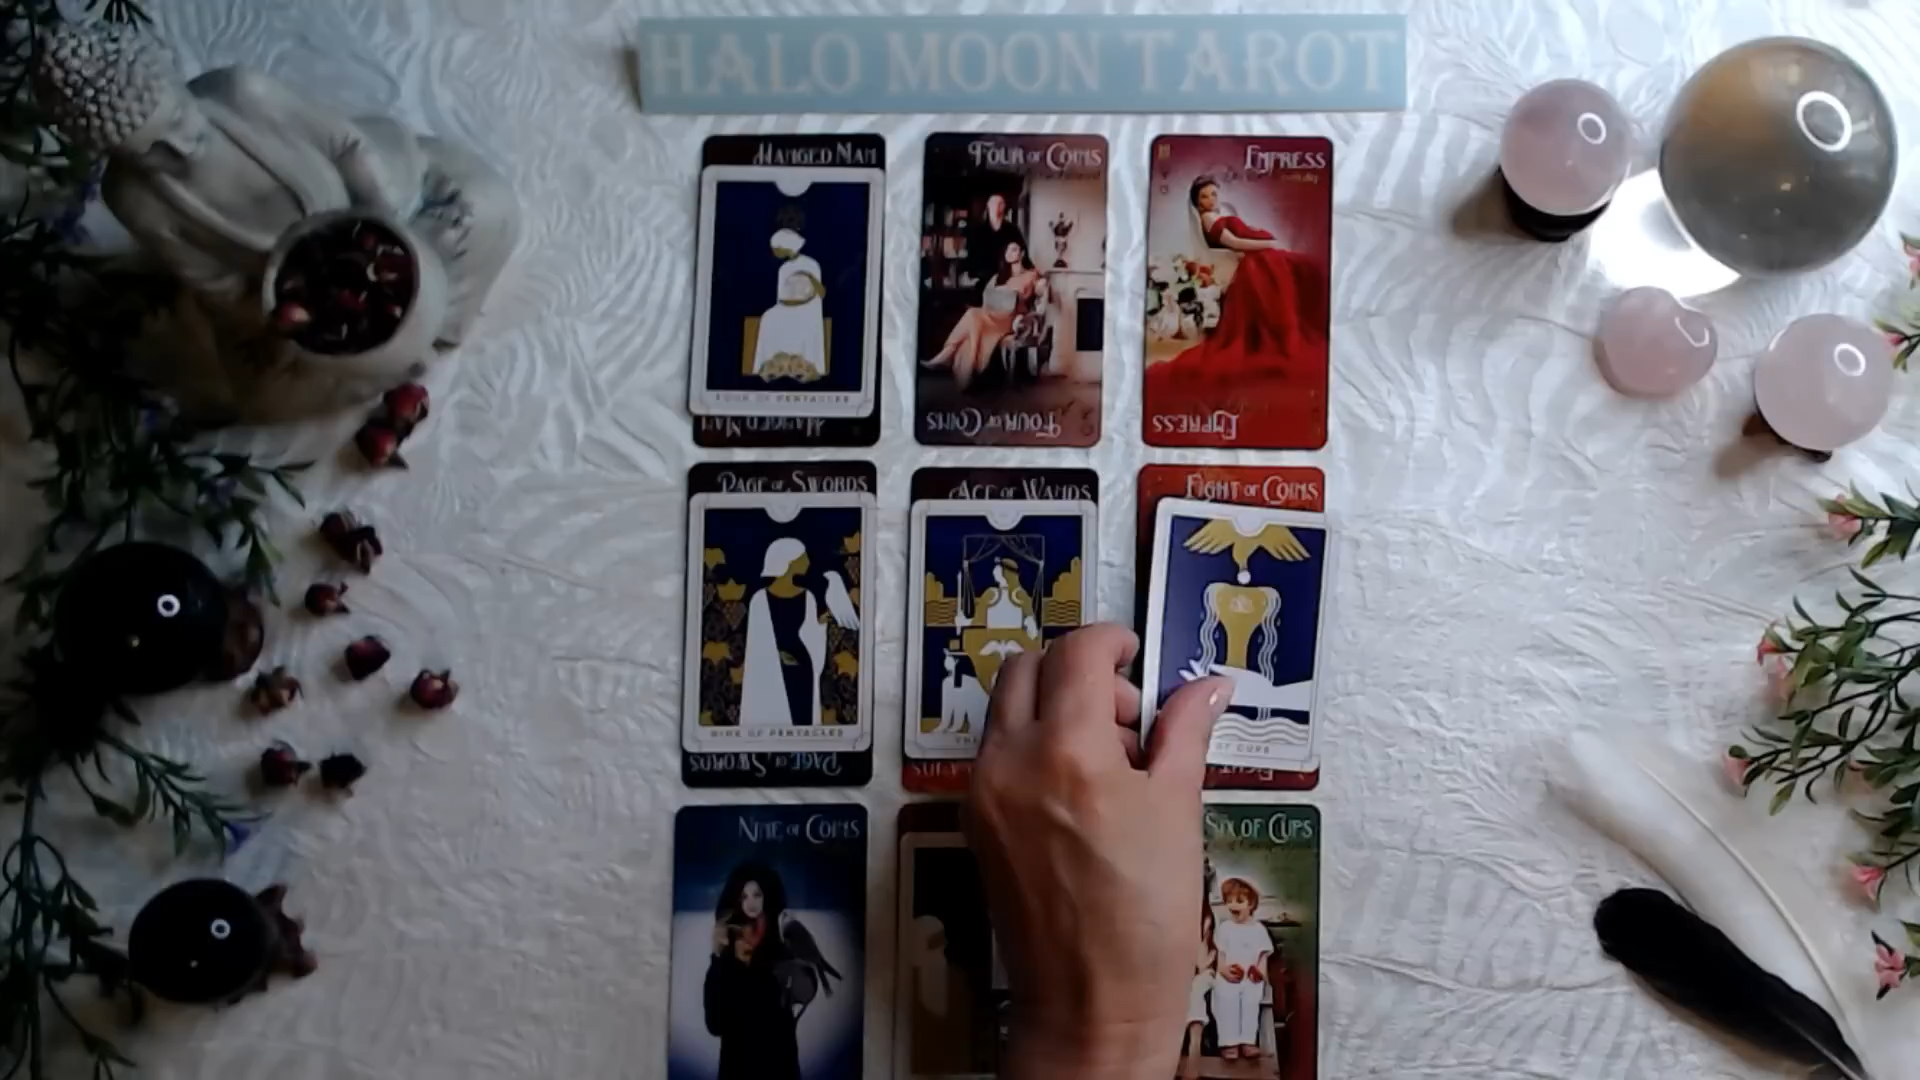 HALO MOON TAROT
HANGED MAN
FOUR OF COINS
EMPRESS
FOUR OF PENTACLES
HANGED MAN
FOUR OF COINS
EMPRESS
PAGE OF SWORDS
ACE OF WANDS
EIGHT OF COINS
NINE OF PENTACLES
OF CUPS
PAGE OF SWORDS
NINE OF COINS
SIX OF CUPS